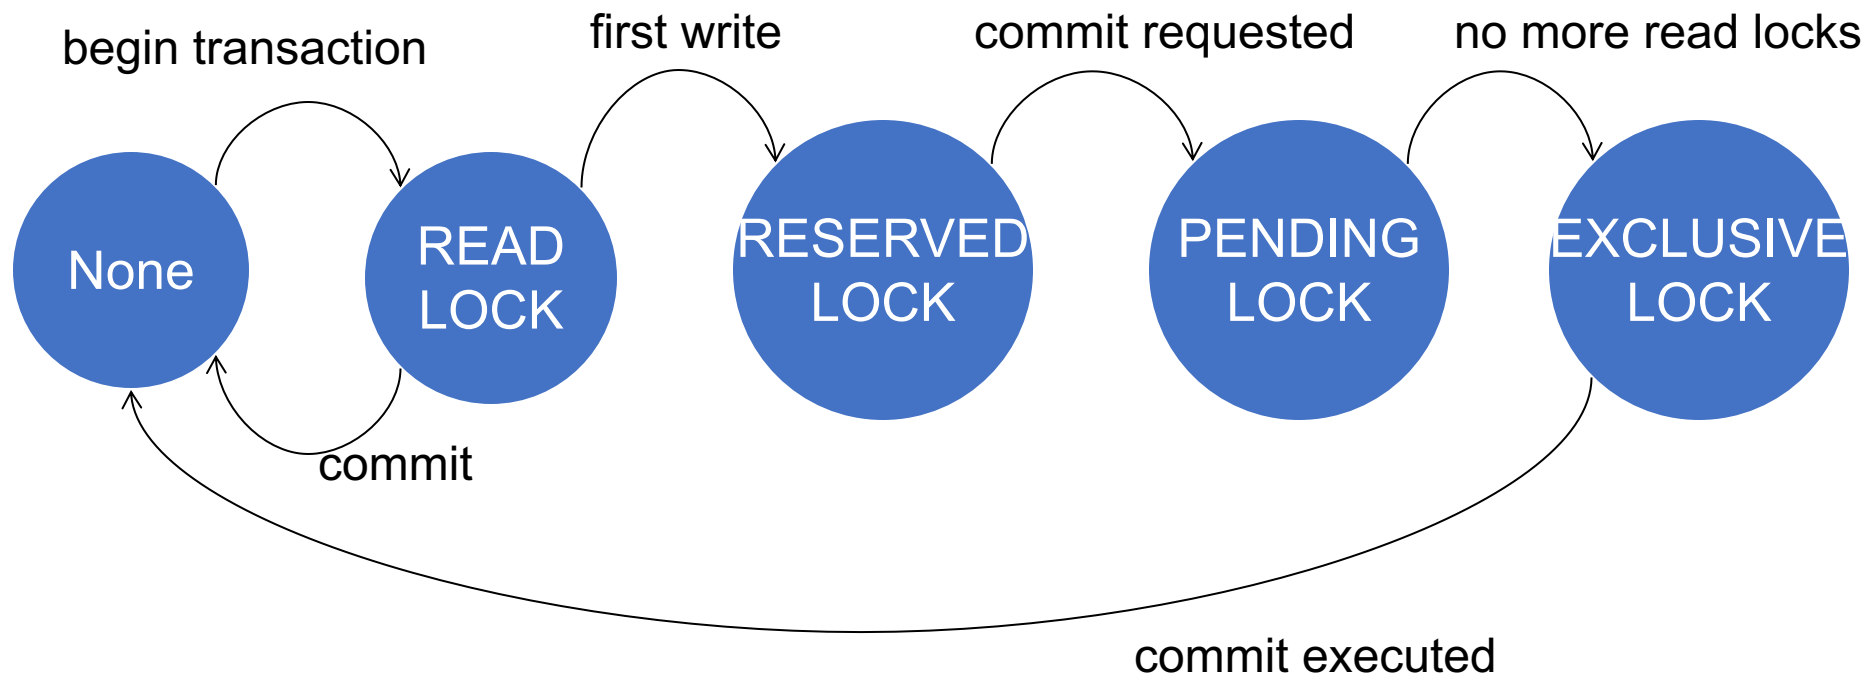 begin transaction
first write
commit requested
no more read locks
None
READ
LOCK
RESERVED
LOCK
PENDING
LOCK
EXCLUSIVE
LOCK
commit
commit executed